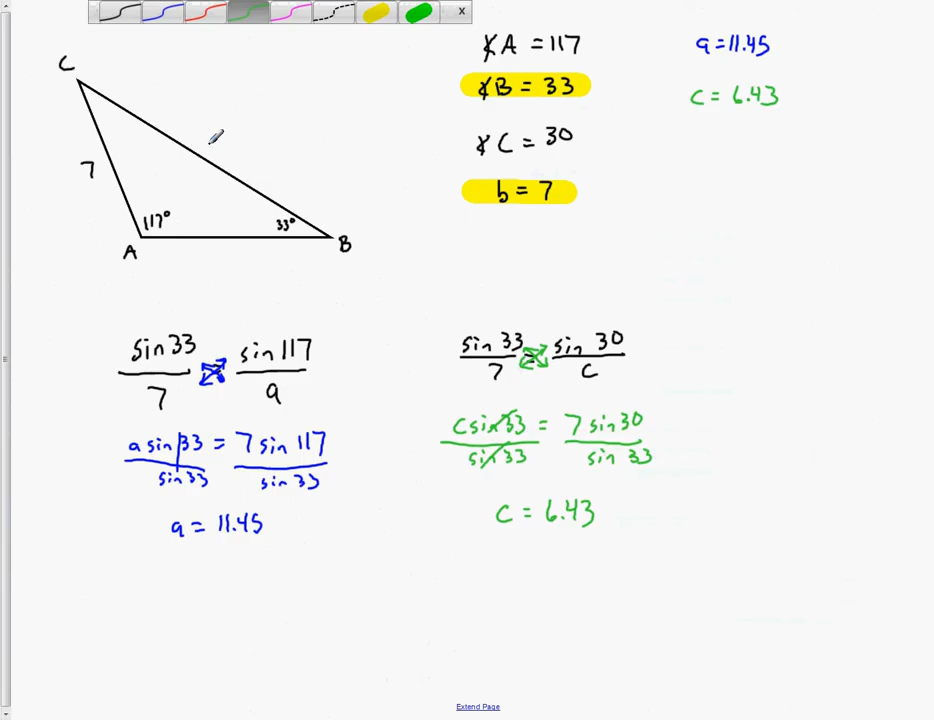 x
C
7
117°
33°
A
B
∡A = 117
∡B = 33
∡C = 30
b = 7
a = 11.45
c = 6.43
sin 33 / 7 = sin 117 / a
a sin 33 / sin 33 = 7 sin 117 / sin 33
a = 11.45
sin 33 / 7 = sin 30 / c
c sin 33 / sin 33 = 7 sin 30 / sin 33
c = 6.43
Extend Page